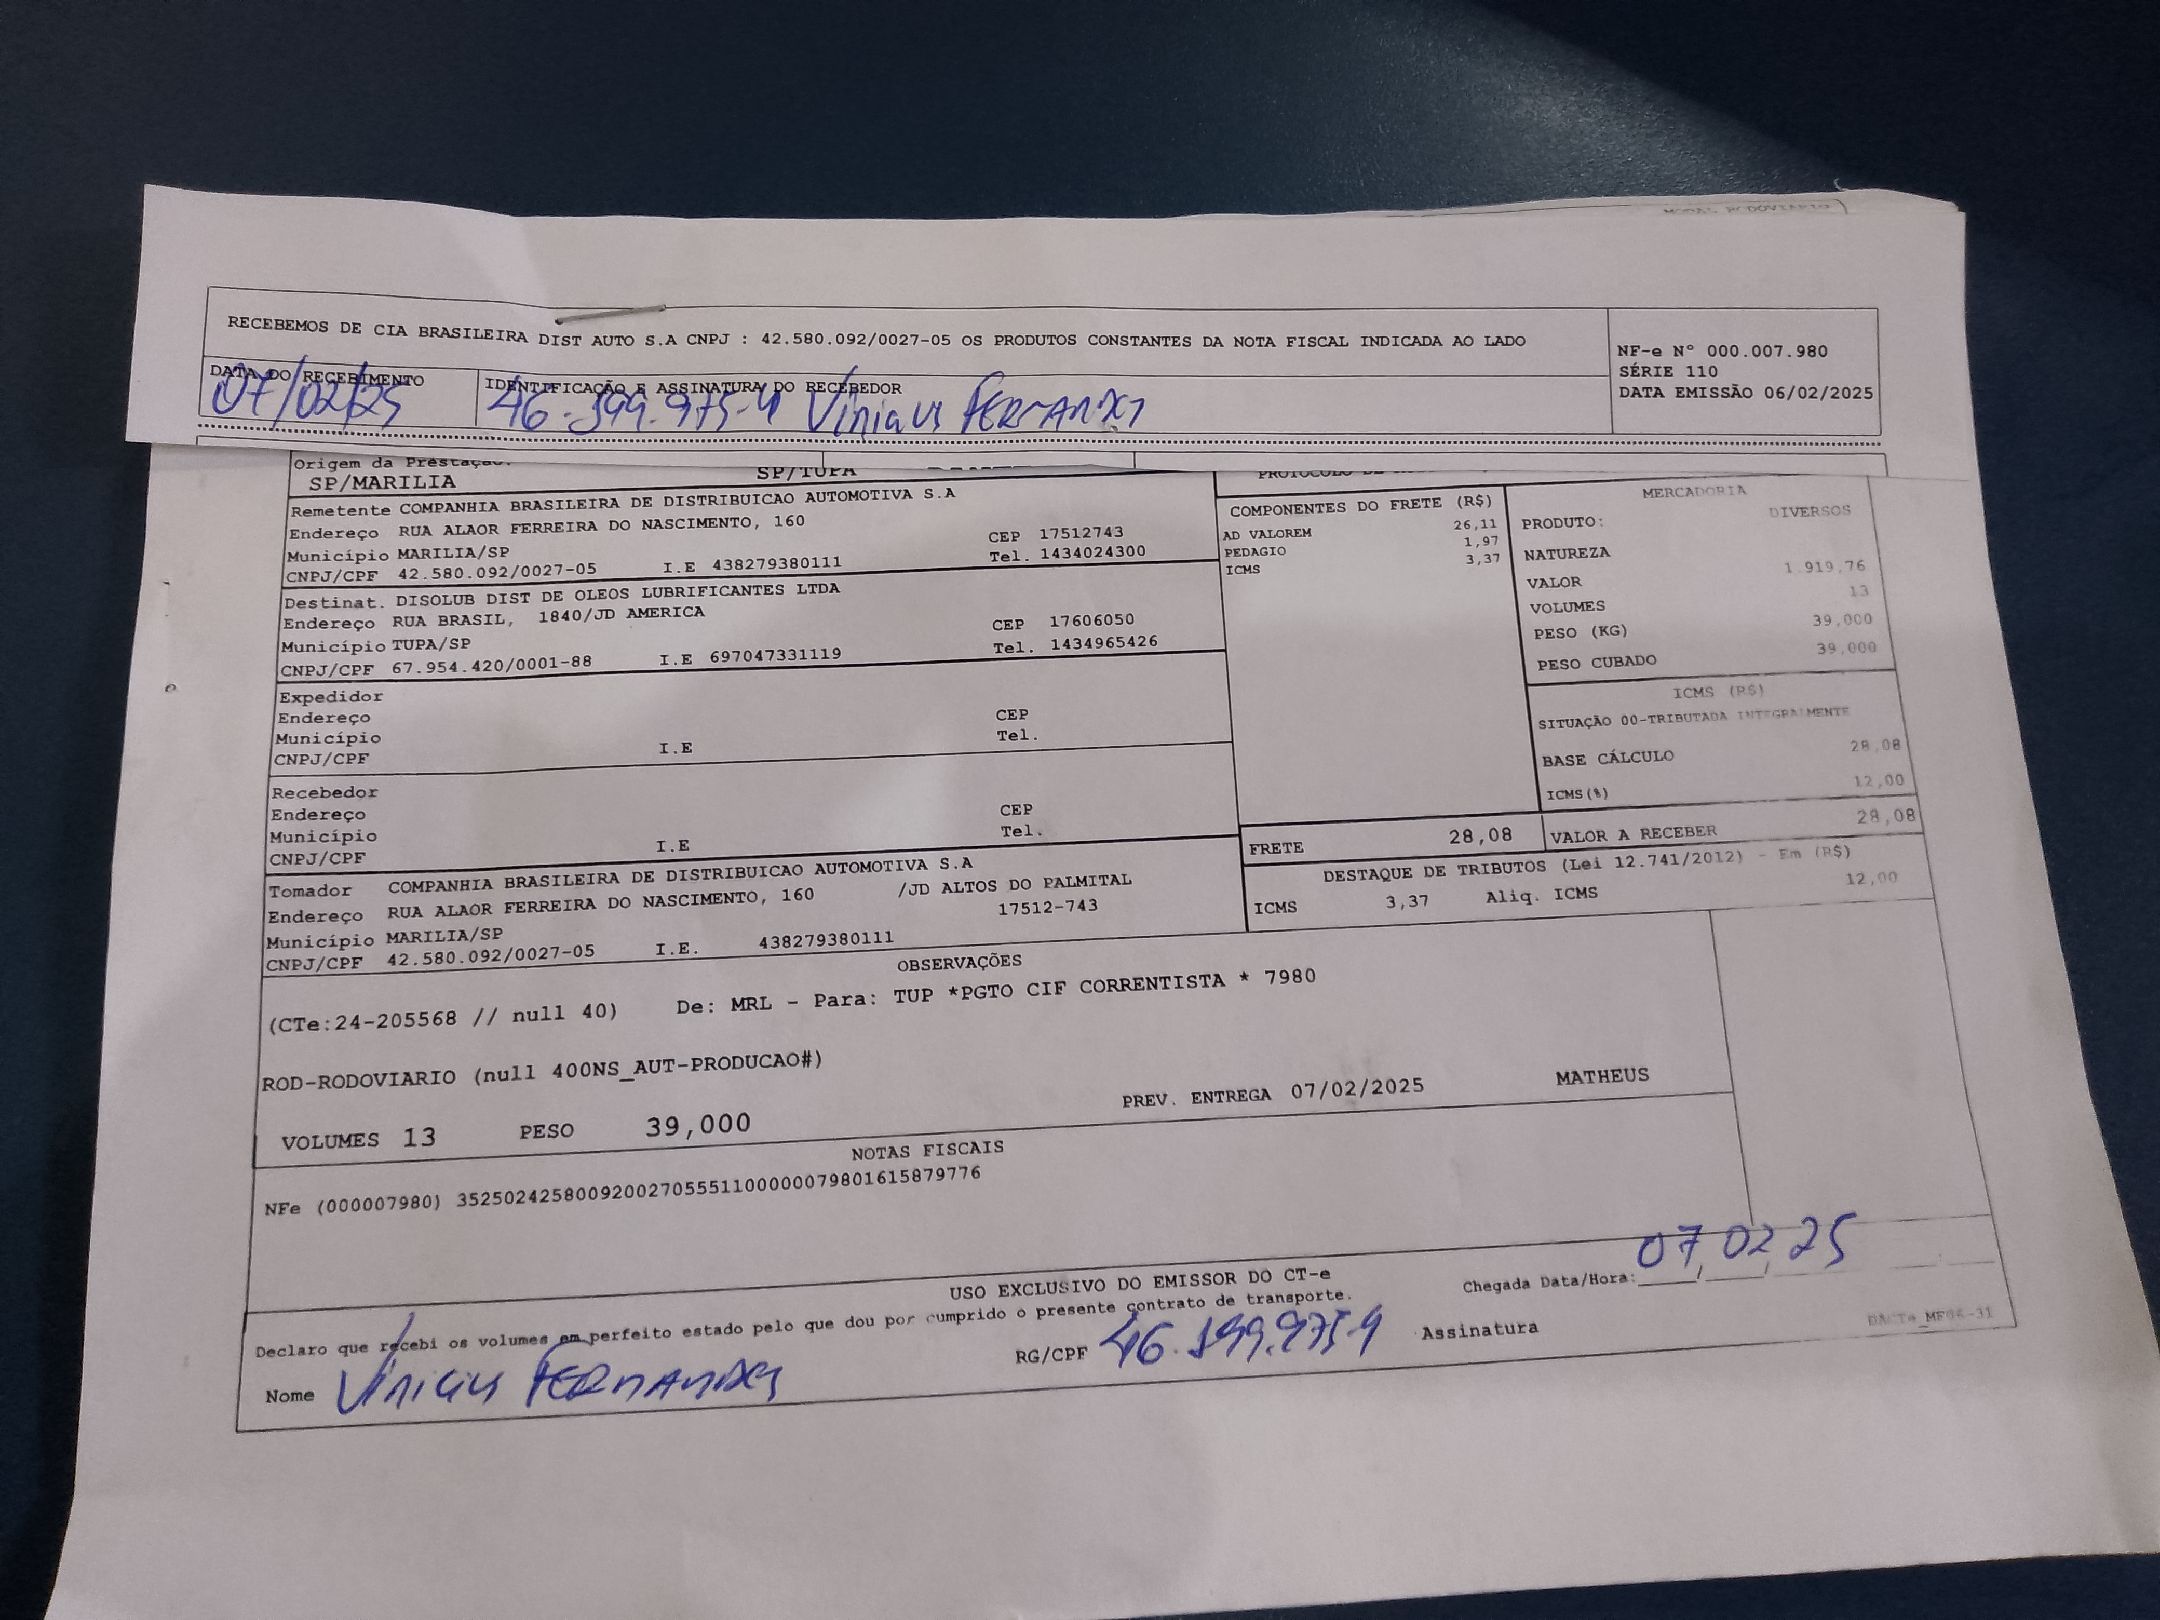 MODAL RODOVIARIO
RECEBEMOS DE CIA BRASILEIRA DIST AUTO S.A CNPJ : 42.580.092/0027-05 OS PRODUTOS CONSTANTES DA NOTA FISCAL INDICADA AO LADO
NF-e Nº 000.007.980
SÉRIE 110
DATA EMISSÃO 06/02/2025
DATA DO RECEBIMENTO
07/02/25
IDENTIFICAÇÃO E ASSINATURA DO RECEBEDOR
46.399.975-4 Vinicius FERNANDES
Origem da Prestação.
SP/MARILIA
SP/TUPA
Remetente COMPANHIA BRASILEIRA DE DISTRIBUICAO AUTOMOTIVA S.A
Endereço RUA ALAOR FERREIRA DO NASCIMENTO, 160 CEP 17512743
Município MARILIA/SP Tel. 1434024300
CNPJ/CPF 42.580.092/0027-05 I.E 438279380111
Destinat. DISOLUB DIST DE OLEOS LUBRIFICANTES LTDA
Endereço RUA BRASIL, 1840/JD AMERICA CEP 17606050
Município TUPA/SP Tel. 1434965426
CNPJ/CPF 67.954.420/0001-88 I.E 697047331119
Expedidor
Endereço CEP
Município Tel.
CNPJ/CPF I.E
Recebedor
Endereço CEP
Município Tel.
CNPJ/CPF I.E
Tomador COMPANHIA BRASILEIRA DE DISTRIBUICAO AUTOMOTIVA S.A
Endereço RUA ALAOR FERREIRA DO NASCIMENTO, 160 /JD ALTOS DO PALMITAL
Município MARILIA/SP 17512-743
CNPJ/CPF 42.580.092/0027-05 I.E. 438279380111
PROTOCOLO DE
COMPONENTES DO FRETE (R$)
AD VALOREM 26,11
PEDAGIO 1,97
ICMS 3,37
MERCADORIA
PRODUTO: DIVERSOS
NATUREZA
VALOR 1.919,76
VOLUMES 13
PESO (KG) 39,000
PESO CUBADO 39,000
ICMS (R$)
SITUAÇÃO 00-TRIBUTADA INTEGRALMENTE
BASE CÁLCULO 28,08
ICMS(%) 12,00
FRETE 28,08 VALOR A RECEBER 28,08
DESTAQUE DE TRIBUTOS (Lei 12.741/2012) - Em (R$)
ICMS 3,37 Aliq. ICMS 12,00
OBSERVAÇÕES
(CTe:24-205568 // null 40) De: MRL - Para: TUP *PGTO CIF CORRENTISTA * 7980
ROD-RODOVIARIO (null 400NS_AUT-PRODUCAO#)
VOLUMES 13 PESO 39,000 PREV. ENTREGA 07/02/2025 MATHEUS
NOTAS FISCAIS
NFe (000007980) 35250242580092002705551100000079801615879776
USO EXCLUSIVO DO EMISSOR DO CT-e
Declaro que recebi os volumes em perfeito estado pelo que dou por cumprido o presente contrato de transporte.
Chegada Data/Hora: 07/02/25
Nome Vinicius FERNANDES
RG/CPF 46.399.975-4 Assinatura
DACTe_MF06-31